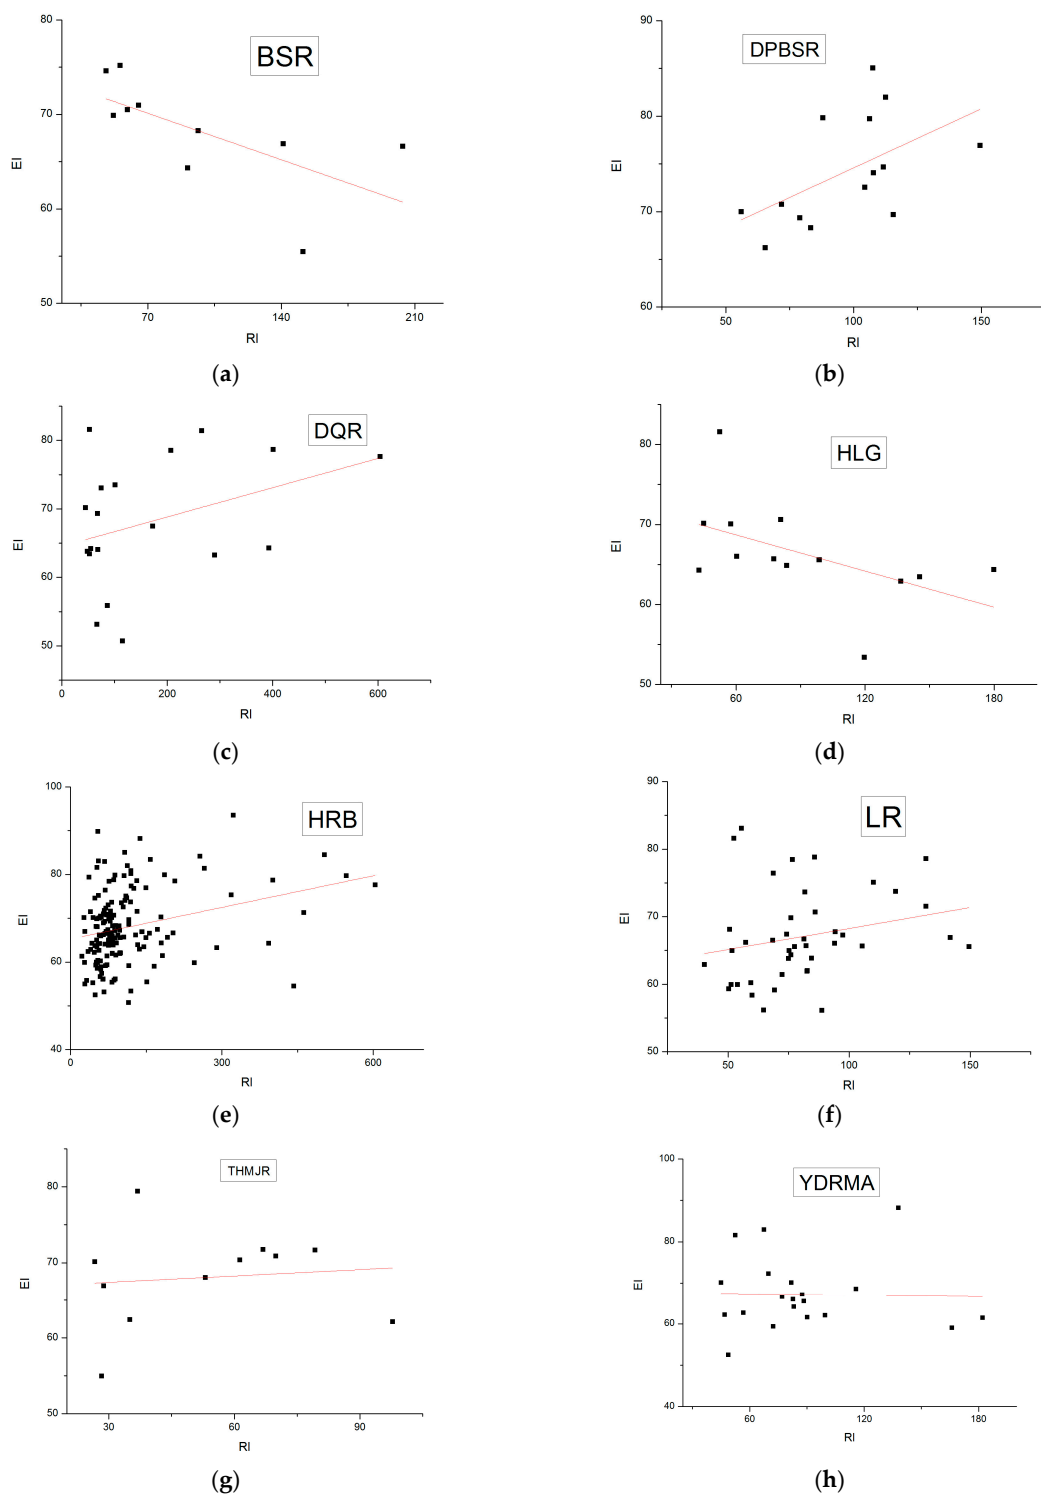 BSR
EI
80
70
60
50
70
140
210
RI
(a)
DPBSR
EI
90
80
70
60
50
100
150
RI
(b)
DQR
EI
80
70
60
50
0
200
400
600
RI
(c)
HLG
EI
80
70
60
50
60
120
180
RI
(d)
HRB
EI
100
80
60
40
0
300
600
RI
(e)
LR
EI
90
80
70
60
50
50
100
150
RI
(f)
THMJR
EI
80
70
60
50
30
60
90
RI
(g)
YDRMA
EI
100
80
60
40
60
120
180
RI
(h)